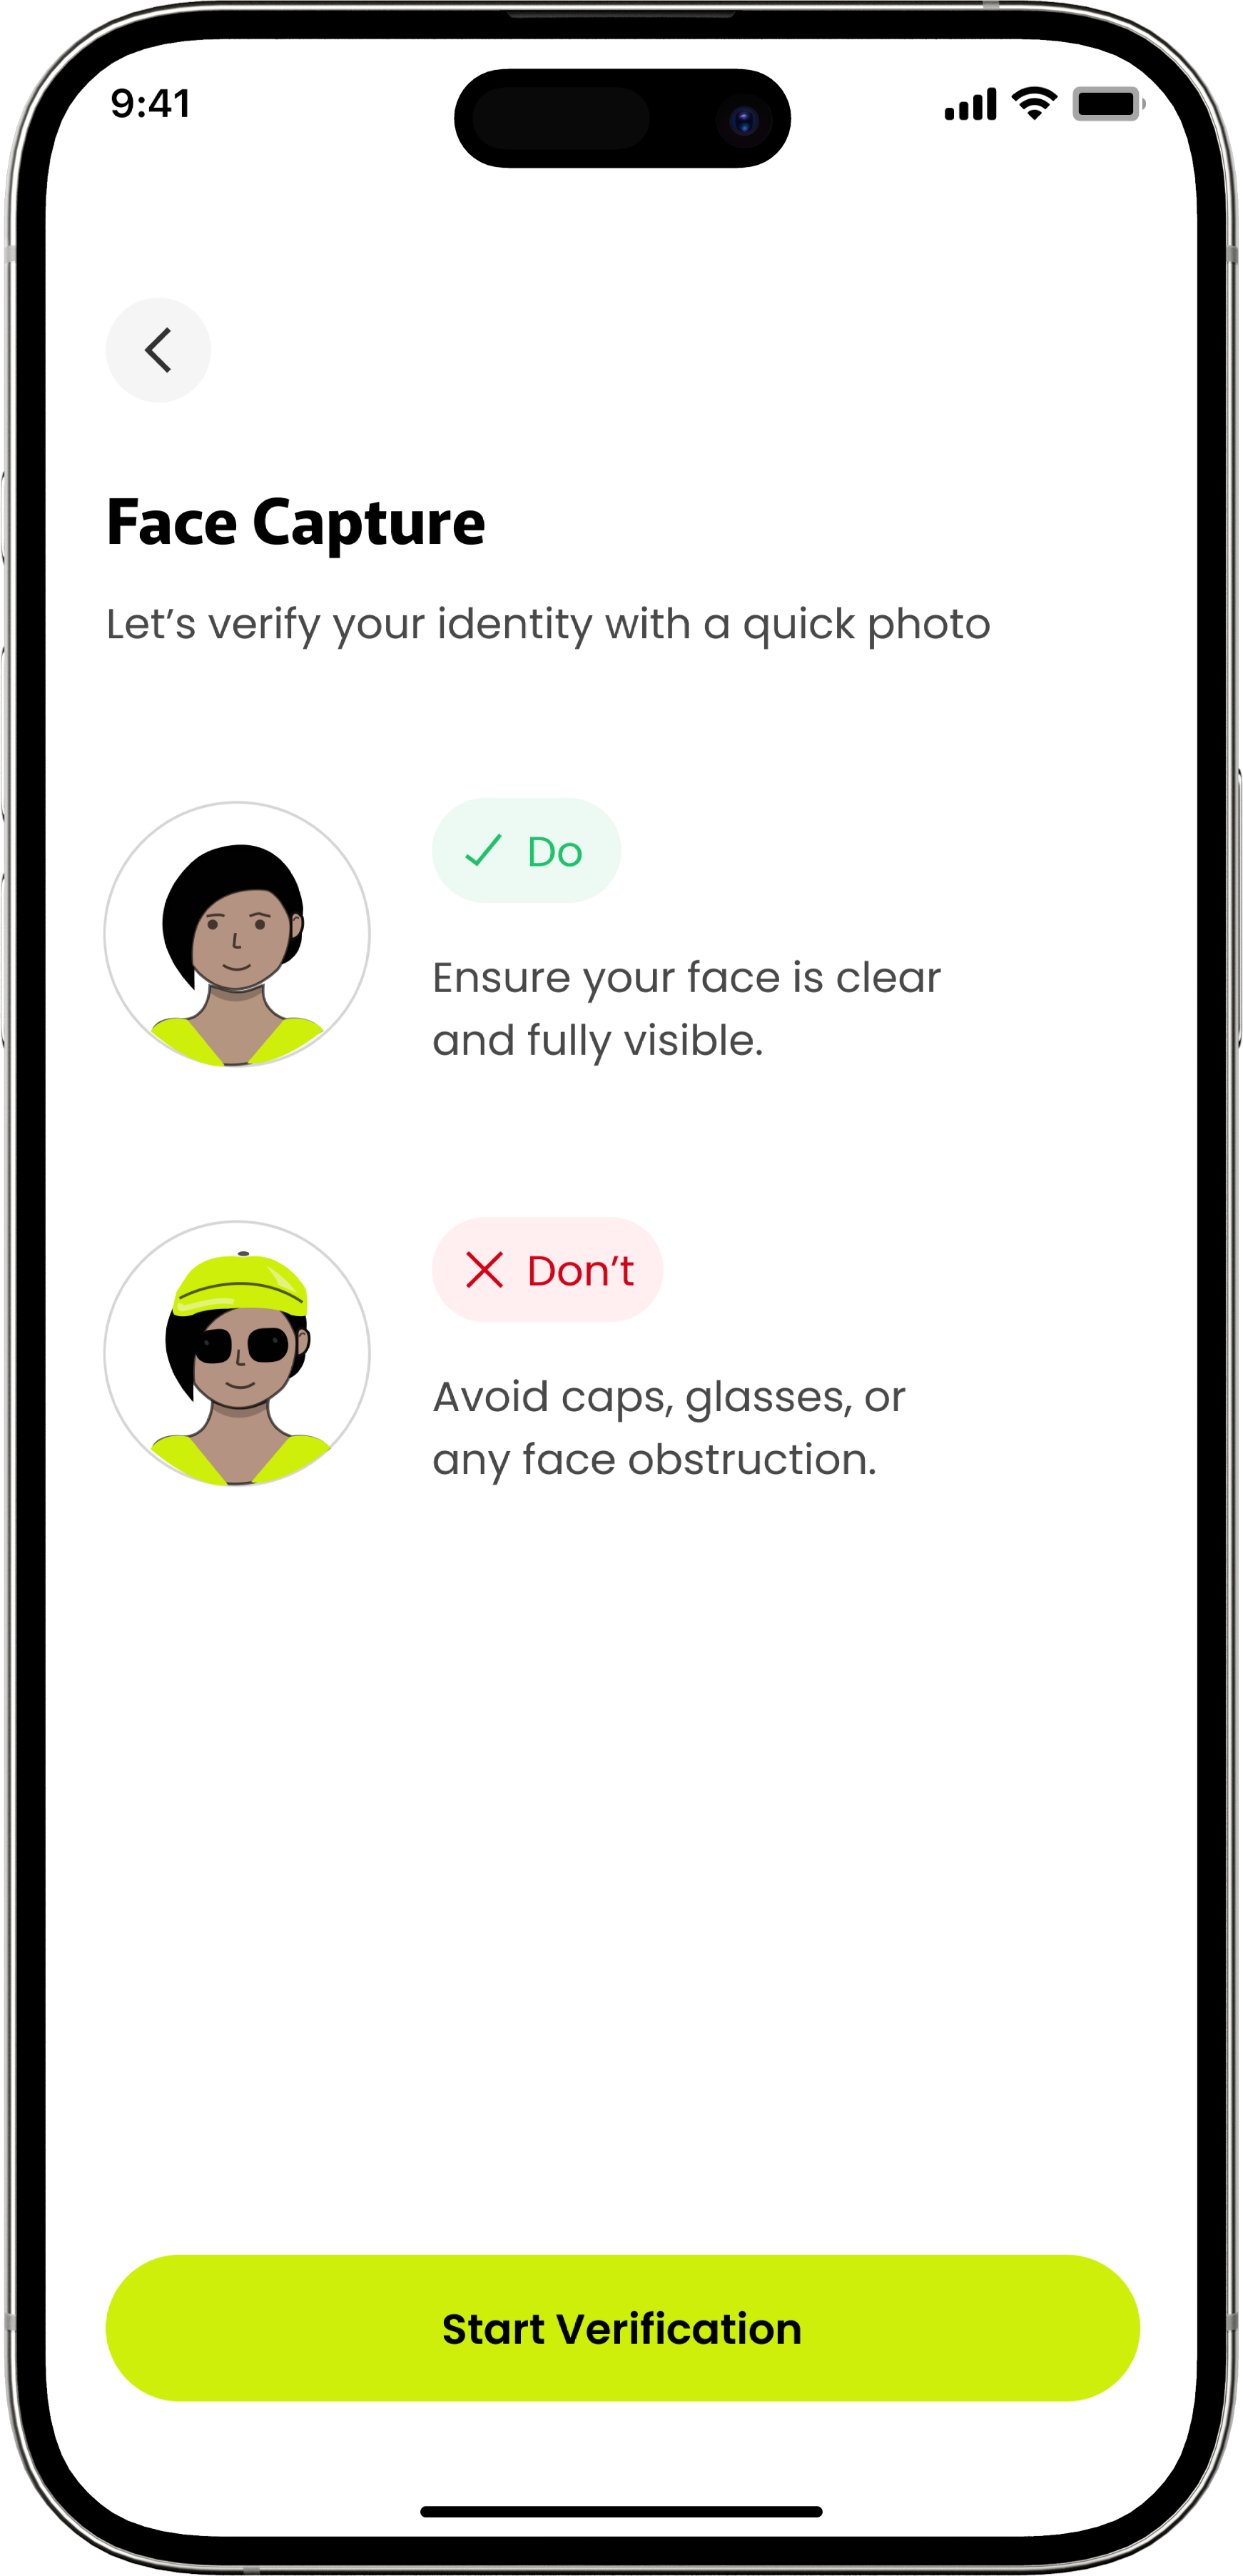 9:41
Face Capture
Let’s verify your identity with a quick photo
Do
Ensure your face is clear
and fully visible.
Don’t
Avoid caps, glasses, or
any face obstruction.
Start Verification